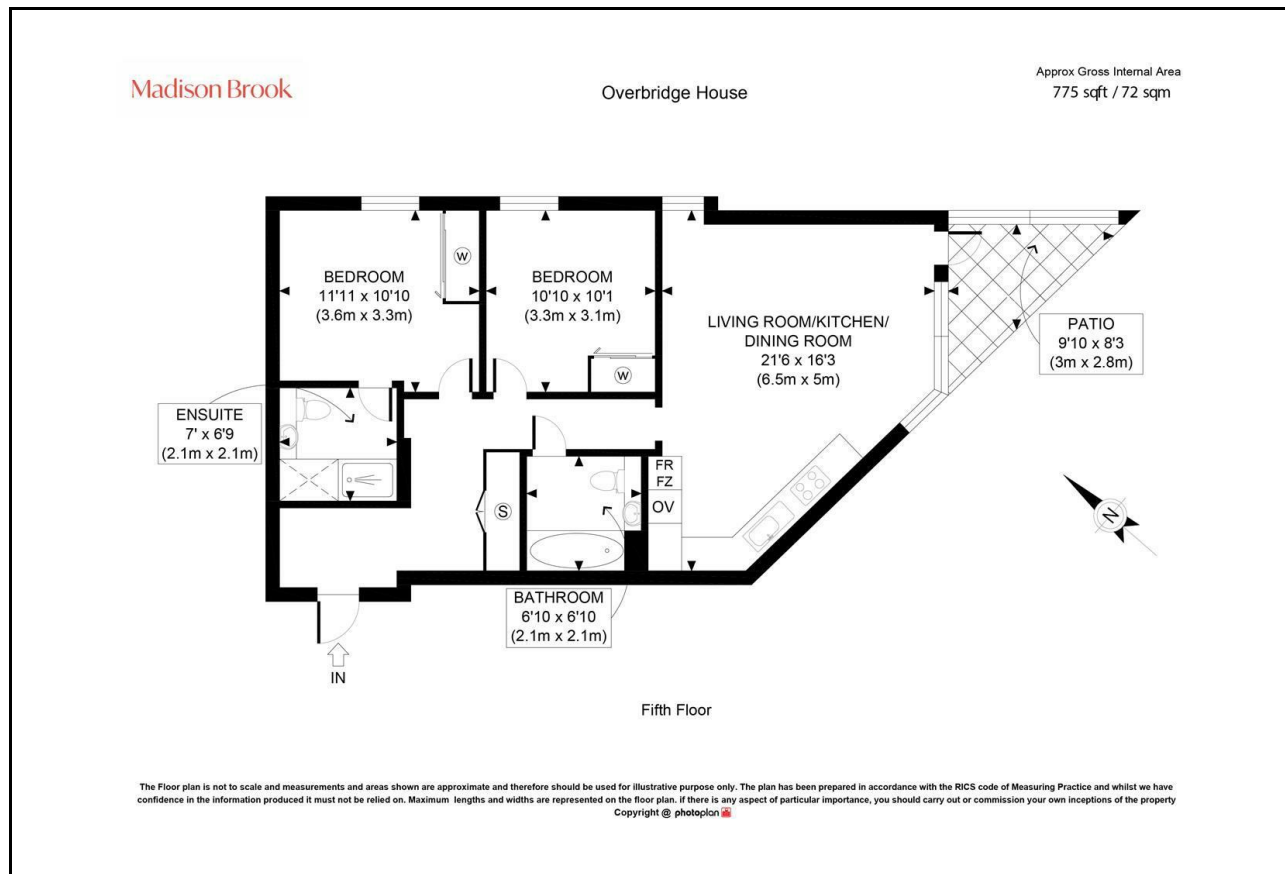 Madison Brook
Overbridge House
Approx Gross Internal Area
775 sqft / 72 sqm
BEDROOM
11'11 x 10'10
(3.6m x 3.3m)
W
BEDROOM
10'10 x 10'1
(3.3m x 3.1m)
W
LIVING ROOM/KITCHEN/
DINING ROOM
21'6 x 16'3
(6.5m x 5m)
PATIO
9'10 x 8'3
(3m x 2.8m)
ENSUITE
7' x 6'9
(2.1m x 2.1m)
FR
FZ
OV
S
N
BATHROOM
6'10 x 6'10
(2.1m x 2.1m)
IN
Fifth Floor
The Floor plan is not to scale and measurements and areas shown are approximate and therefore should be used for illustrative purpose only. The plan has been prepared in accordance with the RICS code of Measuring Practice and whilst we have
confidence in the information produced it must not be relied on. Maximum lengths and widths are represented on the floor plan. if there is any aspect of particular importance, you should carry out or commission your own inceptions of the property
Copyright @ photoplan